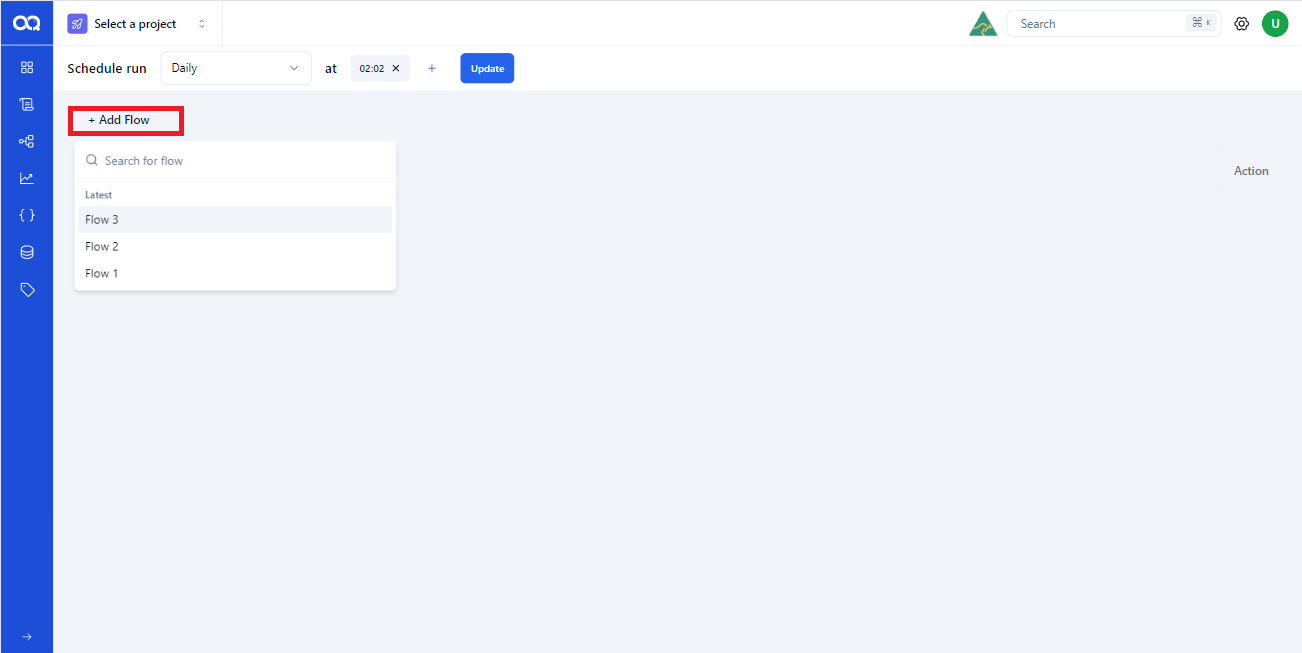 Select a project
Search ⌘ K
U
Schedule run Daily at 02:02 × + Update
+ Add Flow
Search for flow
Action
Latest
Flow 3
Flow 2
Flow 1